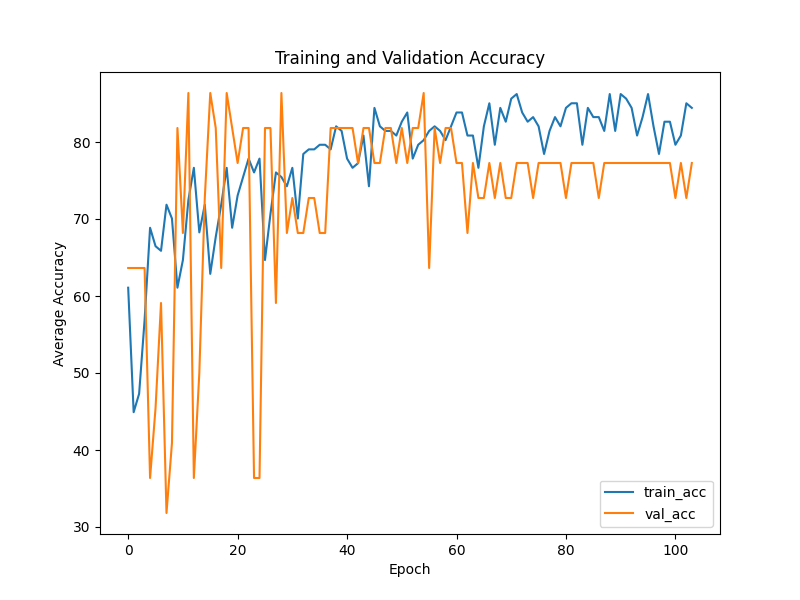 Training and Validation Accuracy
Average Accuracy
80
70
60
50
40
30
0 20 40 60 80 100
Epoch
train_acc
val_acc